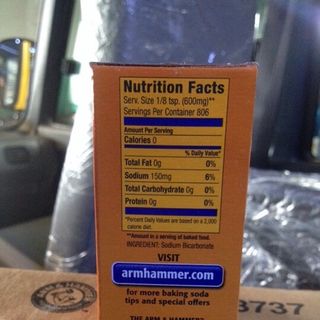 Nutrition Facts
Serv. Size 1/8 tsp. (600mg)**
Servings Per Container 806
Amount Per Serving
Calories 0
% Daily Value*
Total Fat 0g 0%
Sodium 150mg 6%
Total Carbohydrate 0g 0%
Protein 0g 0%
*Percent Daily Values are based on a 2,000
calorie diet.
**Amount in a serving of baked food.
INGREDIENT: Sodium Bicarbonate
VISIT
armhammer.com
for more baking soda
tips and special offers
THE ARM & HAMMER®
3737